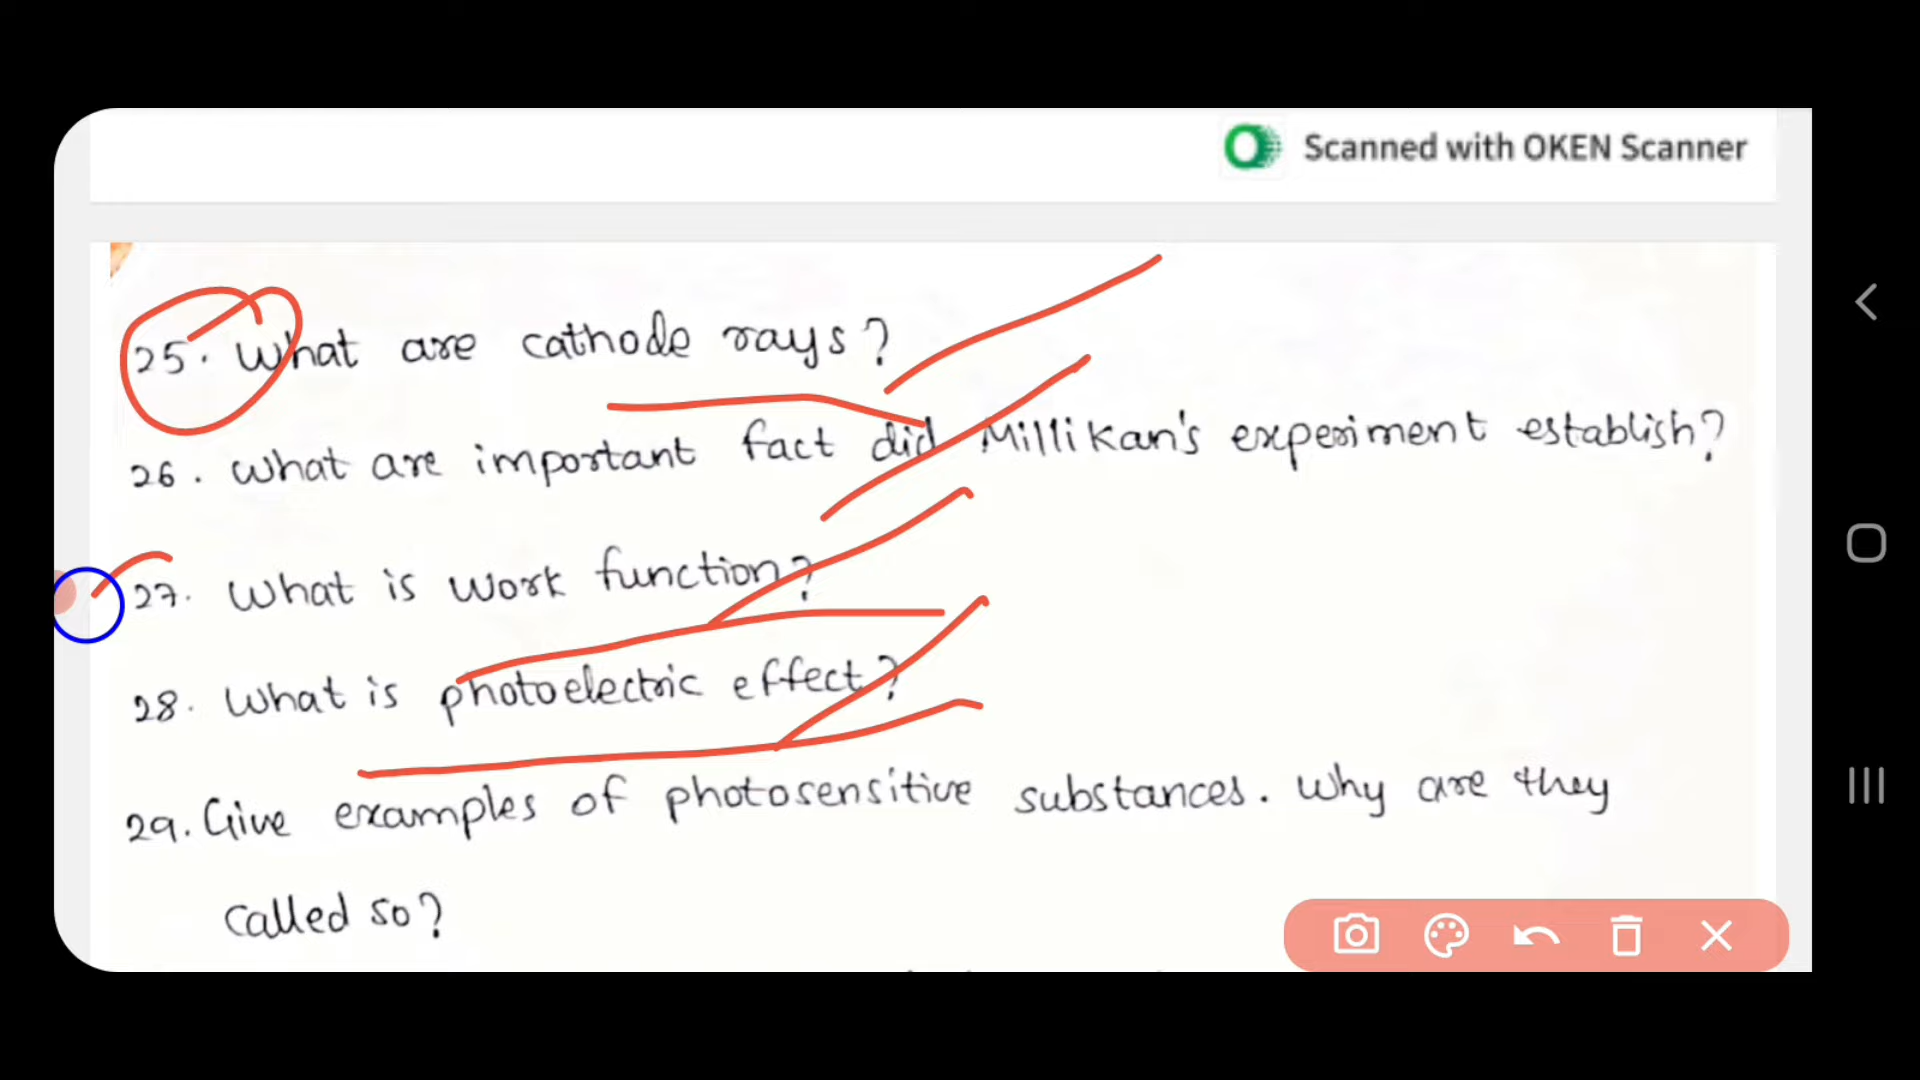 Scanned with OKEN Scanner
25. What are cathode rays?
26. What are important fact did Millikan's experiment establish?
27. What is work function?
28. What is photoelectric effect?
29. Give examples of photosensitive substances. Why are they
called so?